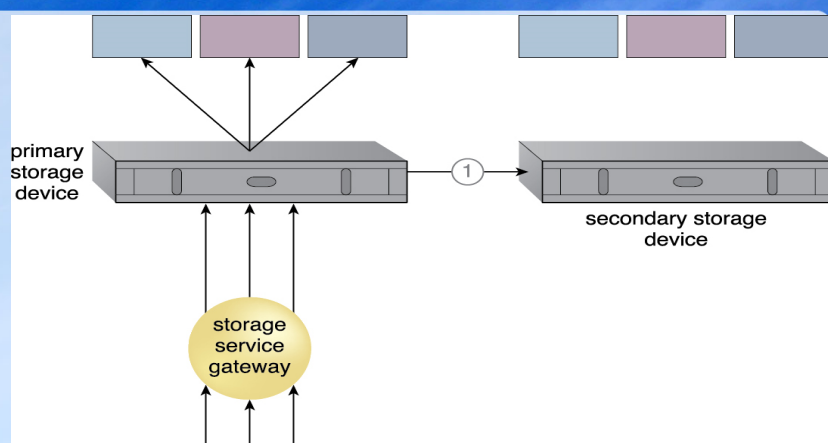 primary
storage
device
1
secondary storage
device
storage
service
gateway